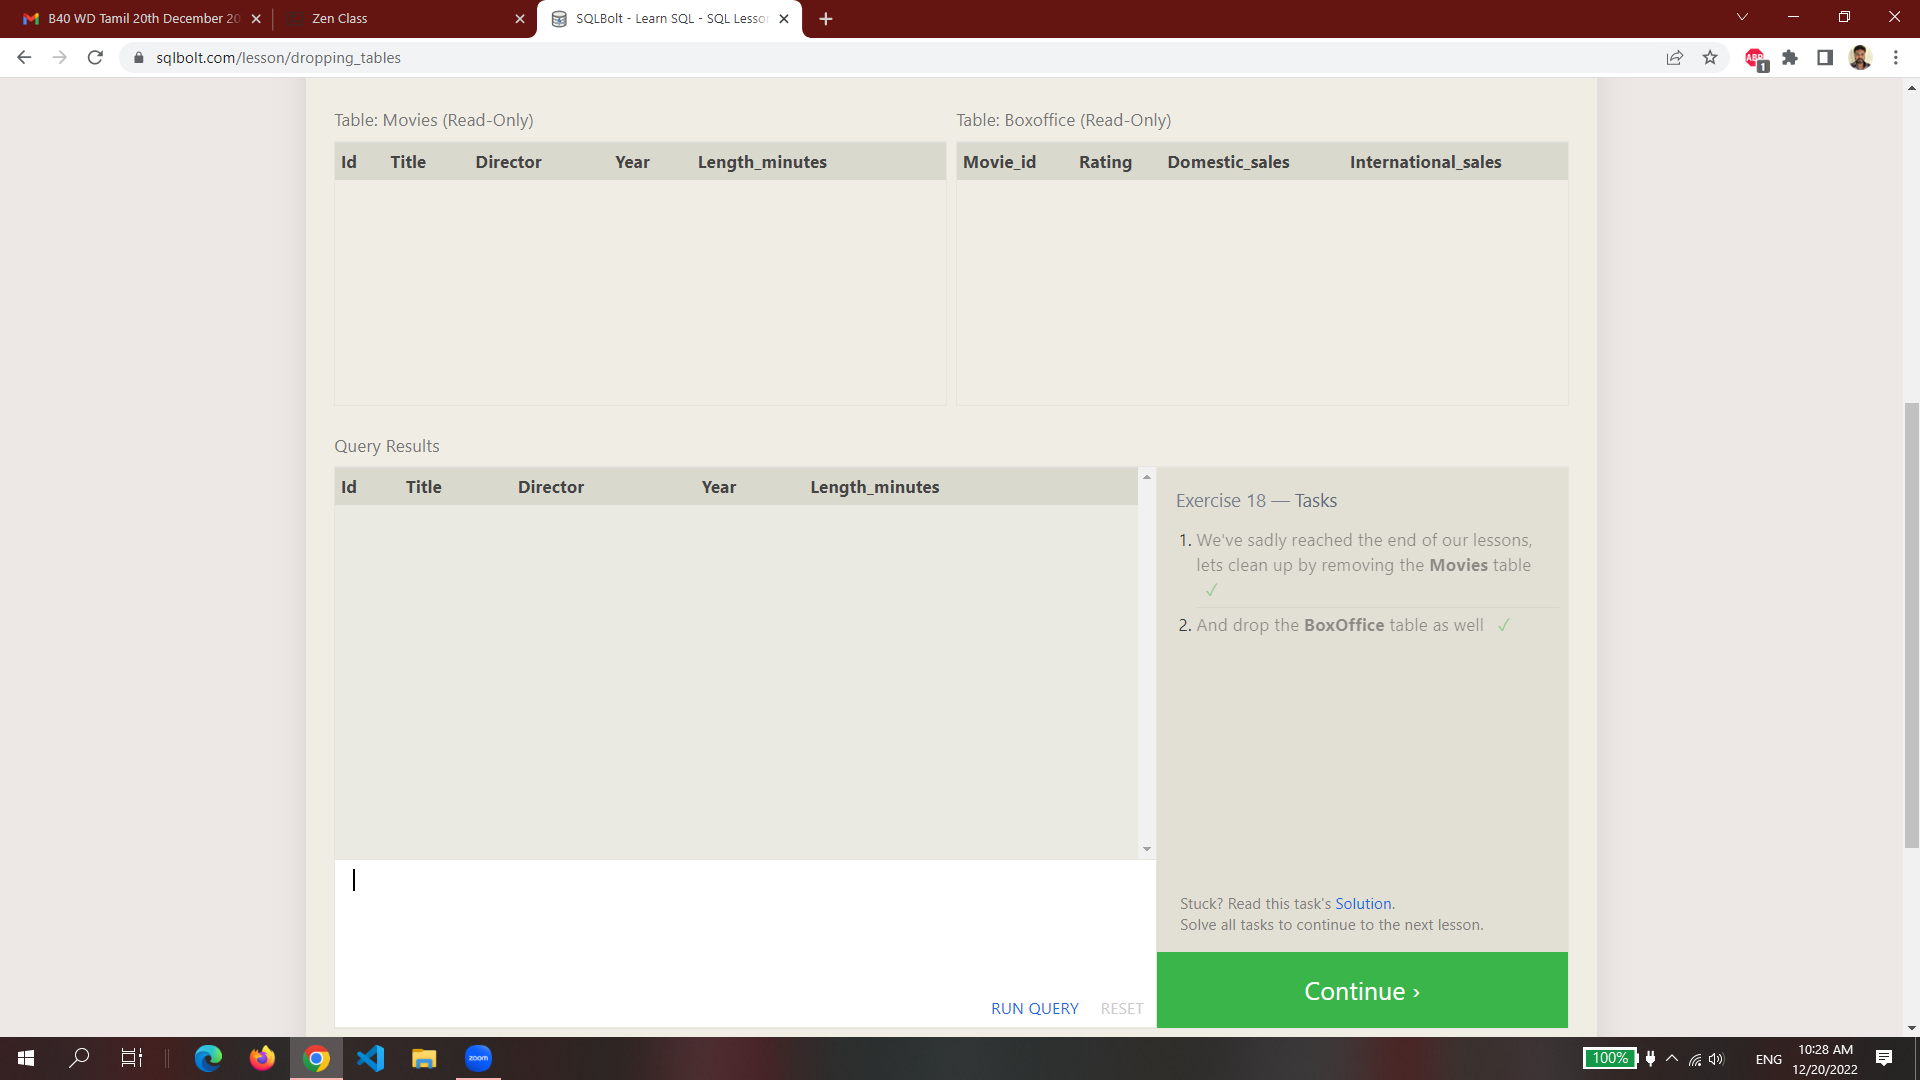 B40 WD Tamil 20th December 20
Zen Class
SQLBolt - Learn SQL - SQL Lesso
sqlbolt.com/lesson/dropping_tables
ABP
1
Table: Movies (Read-Only)
Table: Boxoffice (Read-Only)
Id Title Director Year Length_minutes
Movie_id Rating Domestic_sales International_sales
Query Results
Id Title Director Year Length_minutes
Exercise 18 — Tasks
1. We've sadly reached the end of our lessons,
lets clean up by removing the Movies table
✓
2. And drop the BoxOffice table as well ✓
Stuck? Read this task's Solution.
Solve all tasks to continue to the next lesson.
RUN QUERY RESET
Continue ›
zoom
100%
ENG
10:28 AM
12/20/2022